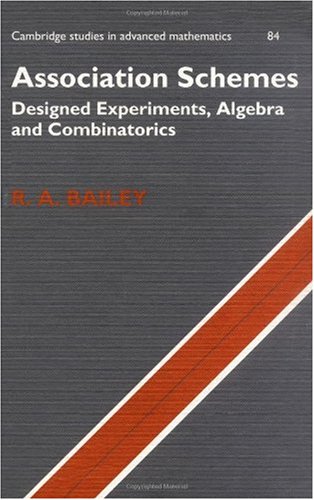 Cambridge studies in advanced mathematics 84
Association Schemes
Designed Experiments, Algebra
and Combinatorics
R. A. BAILEY